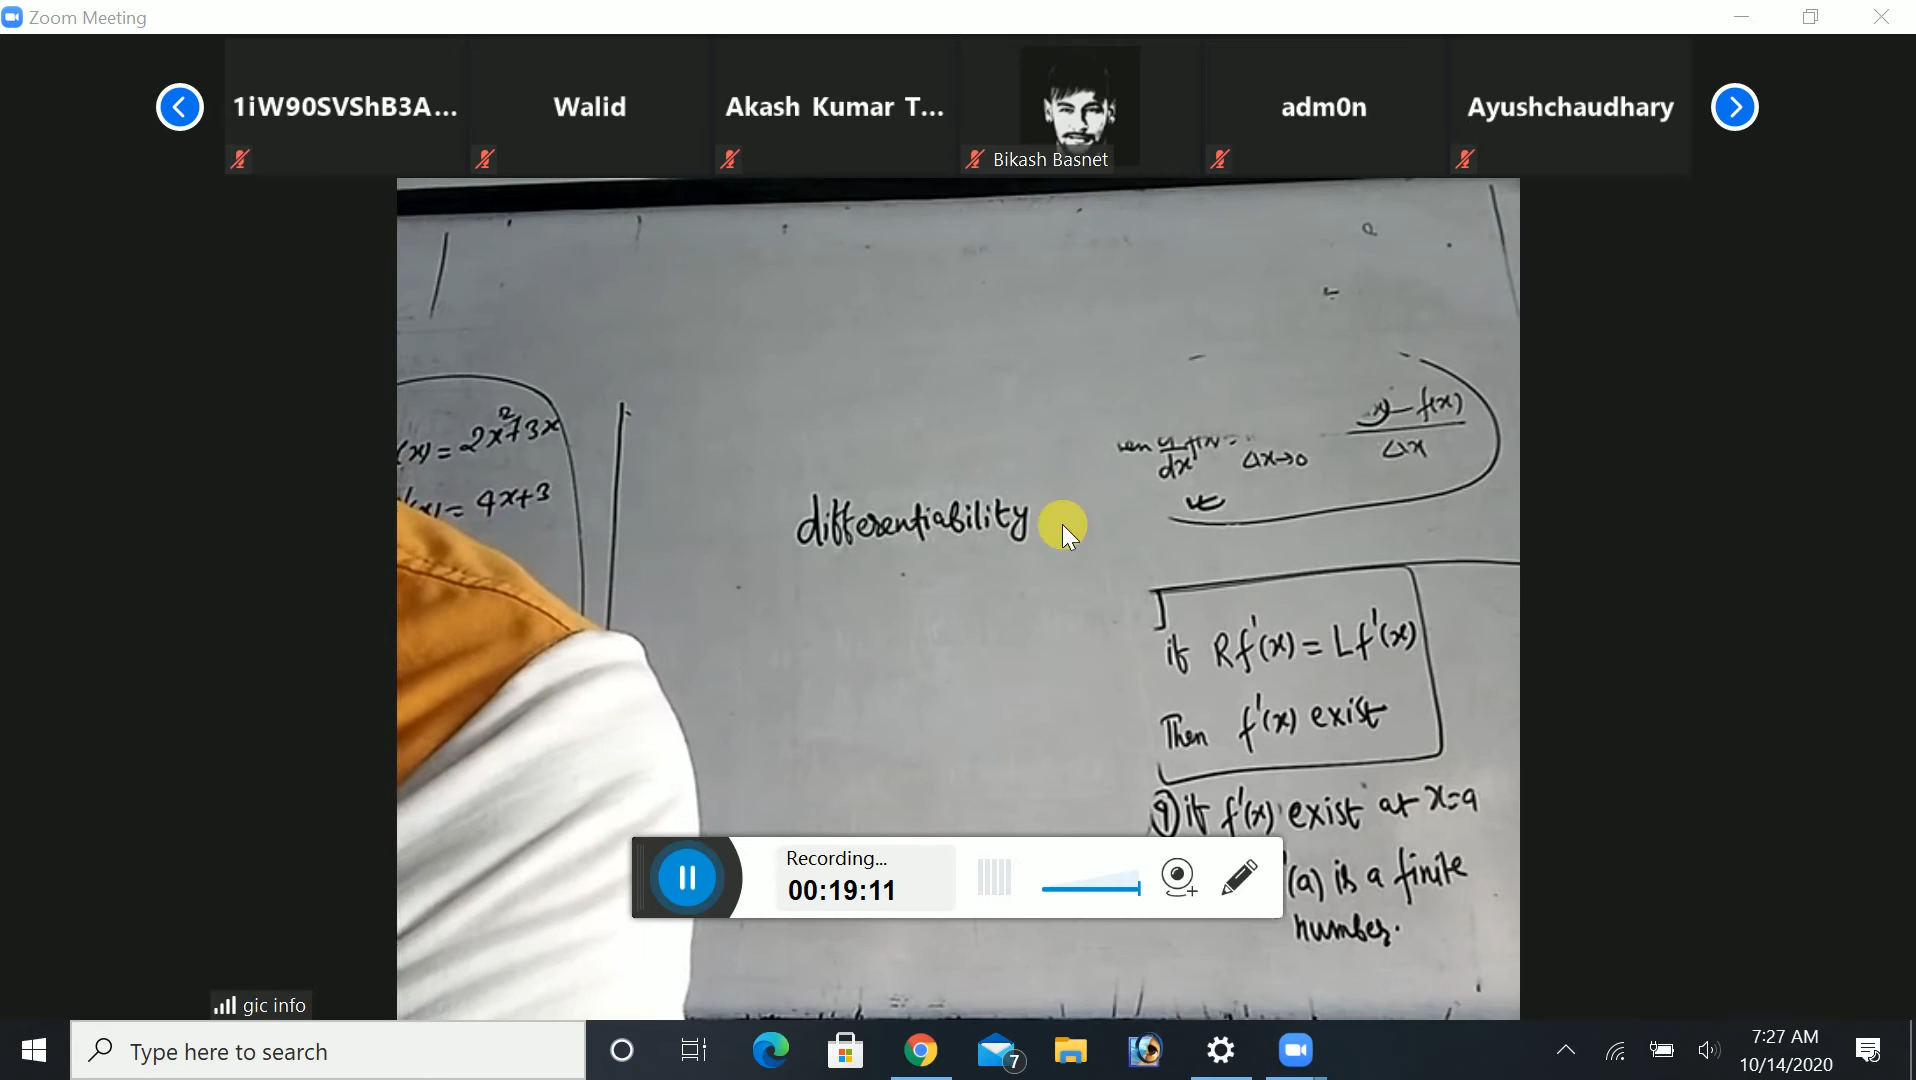 Zoom Meeting
1iW90SVShB3A...
Walid
Akash Kumar T...
Bikash Basnet
adm0n
Ayushchaudhary
(x) = 2x²+3x
(x) = 4x+3
differentiability
dx
Δx→0
x) - f(x)
Δx
if Rf'(x) = Lf'(x)
Then f'(x) exist
if f'(x) exist at x=a
(a) is a finite
number.
Recording...
00:19:11
gic info
Type here to search
7
7:27 AM
10/14/2020